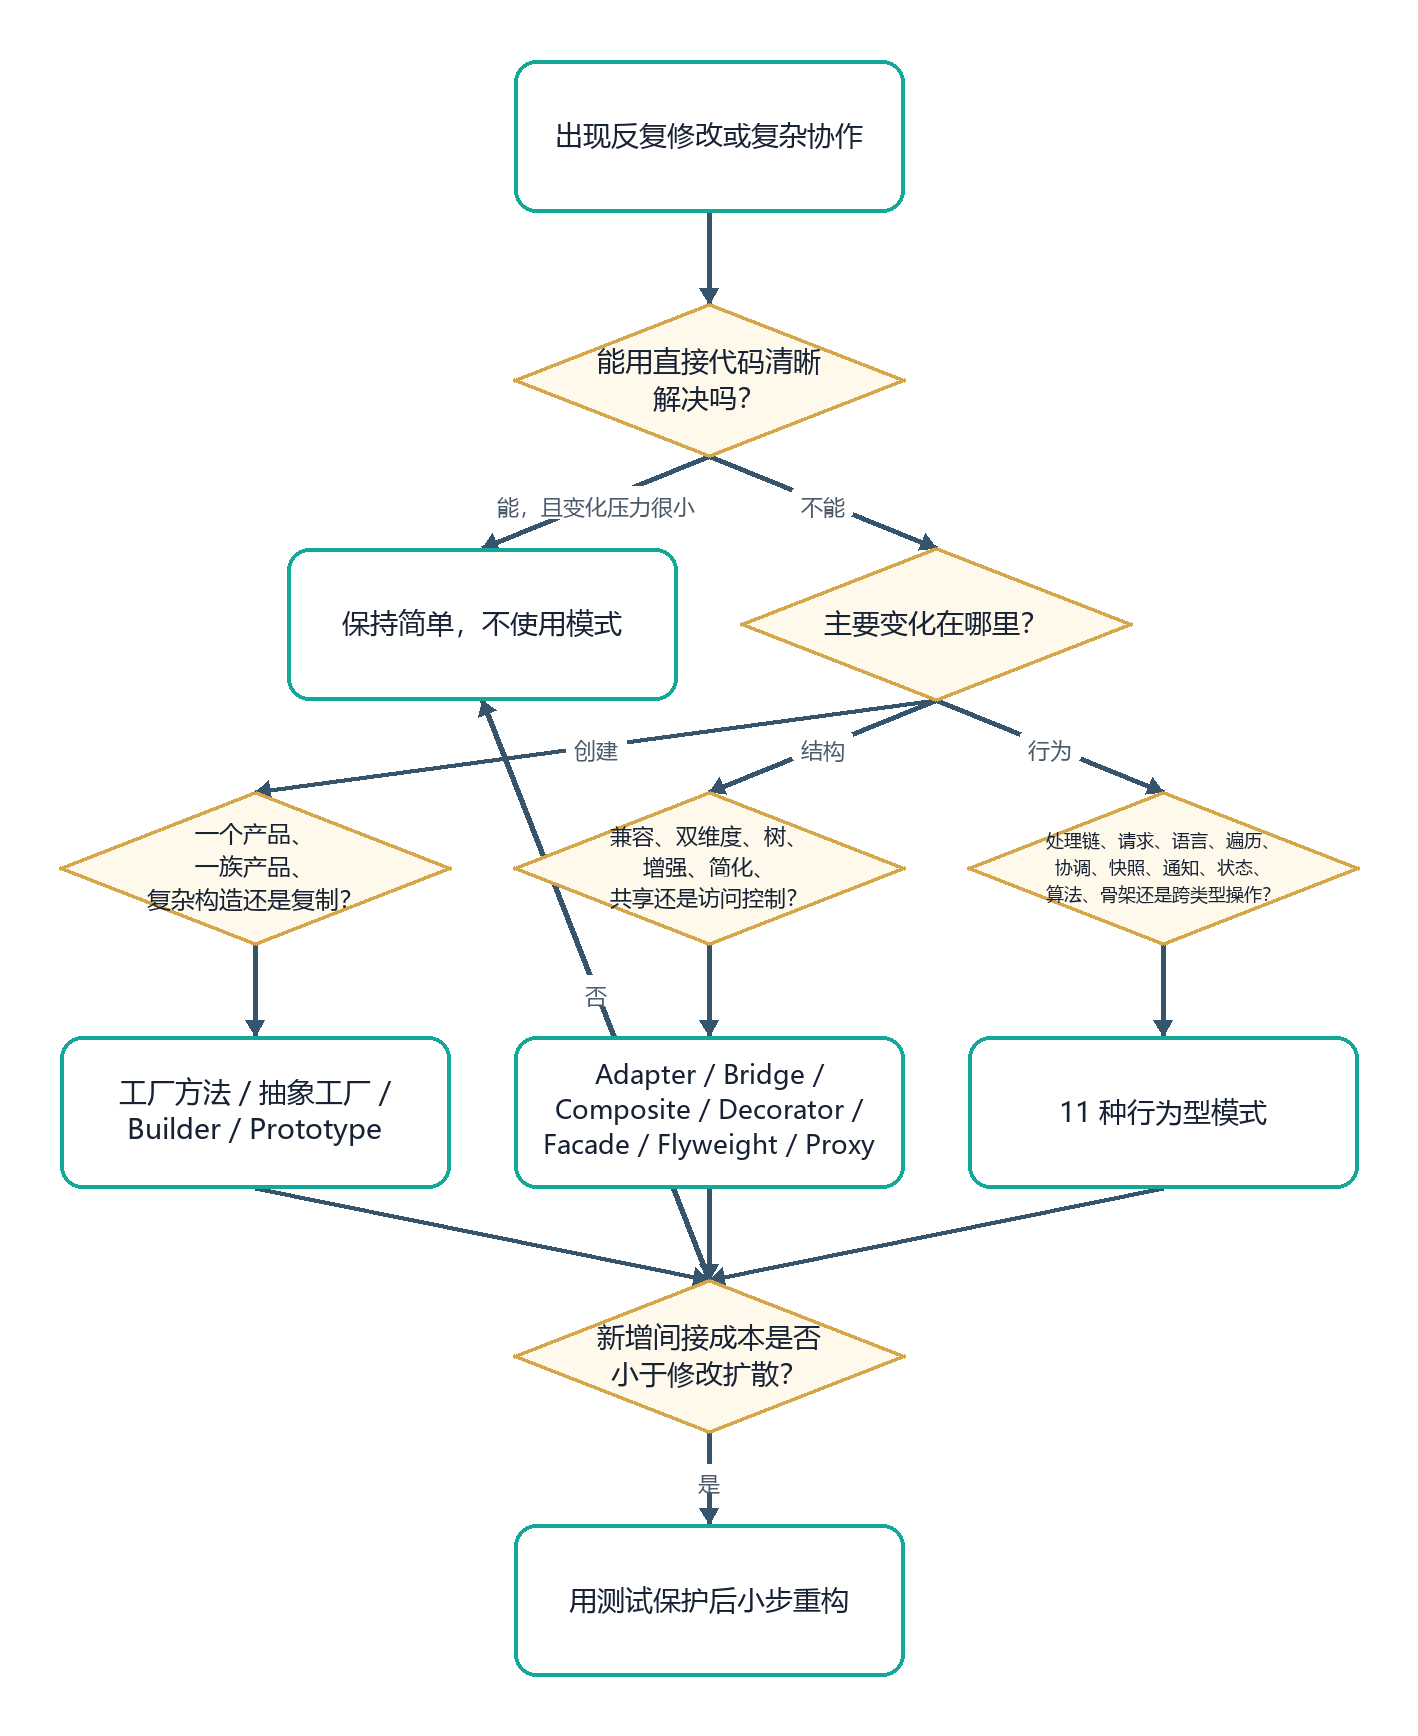 出现反复修改或复杂协作
能用直接代码清晰
解决吗？
能，且变化压力很小
不能
保持简单，不使用模式
主要变化在哪里？
创建
结构
行为
一个产品、
一族产品、
复杂构造还是复制？
兼容、双维度、树、
增强、简化、
共享还是访问控制？
处理链、请求、语言、遍历、
协调、快照、通知、状态、
算法、骨架还是跨类型操作？
否
工厂方法 / 抽象工厂 /
Builder / Prototype
Adapter / Bridge /
Composite / Decorator /
Facade / Flyweight / Proxy
11 种行为型模式
新增间接成本是否
小于修改扩散？
是
用测试保护后小步重构